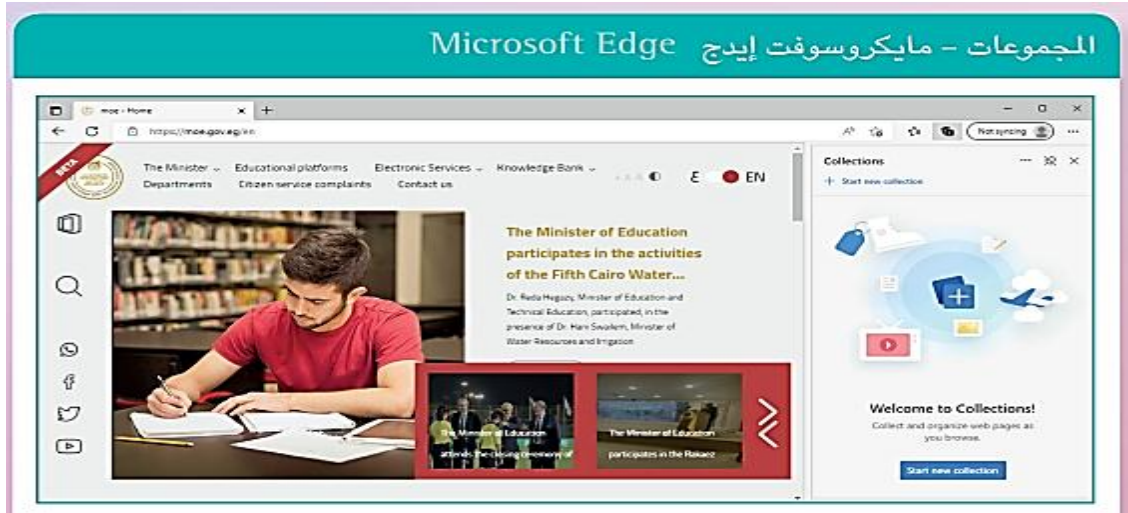 المجموعات - مايكروسوفت إيدج Microsoft Edge
moe - Home
https://moe.gov.eg/en
Not syncing
BETA
The Minister Educational platforms Electronic Services Knowledge Bank
Departments Citizen service complaints Contact us
A A A
ع EN
The Minister of Education
participates in the activities
of the Fifth Cairo Water...
Dr. Reda Hegazy, Minister of Education and
Technical Education, participated, in the
presence of Dr. Hani Swailem, Minister of
Water Resources and Irrigation
The Minister of Education
attends the closing ceremony of
The Minister of Education
participates in the Rakaez
Collections
+ Start new collection
Welcome to Collections!
Collect and organize web pages as
you browse.
Start new collection